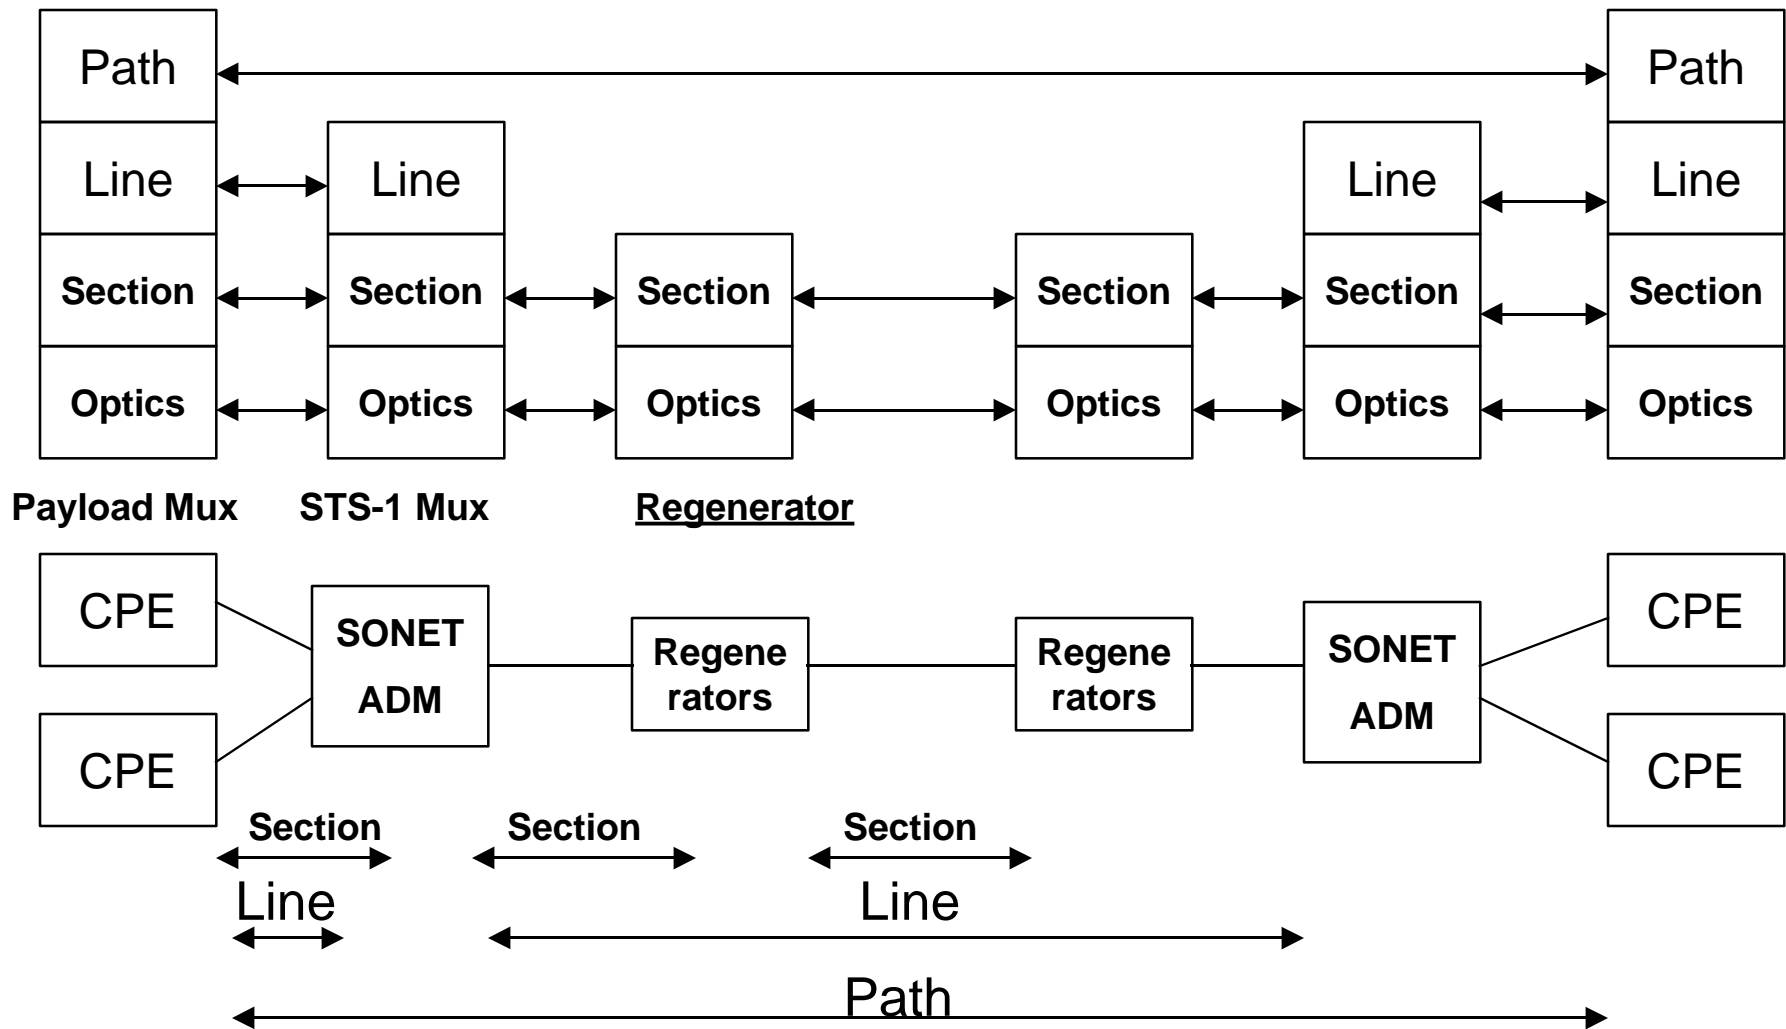 Path Path
Line Line Line Line
Section Section Section Section Section Section
Optics Optics Optics Optics Optics Optics
Payload Mux STS-1 Mux Regenerator
CPE CPE
SONET
ADM
Regene
rators
Regene
rators
SONET
ADM
CPE CPE
Section Section Section
Line Line
Path